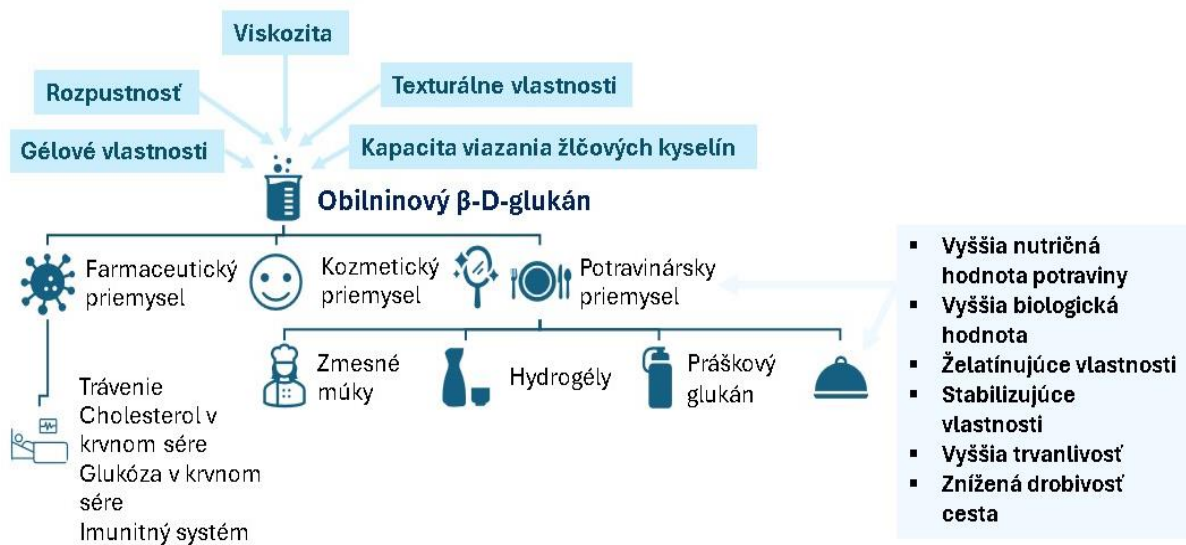 Viskozita
Rozpustnosť
Texturálne vlastnosti
Gélové vlastnosti
Kapacita viazania žlčových kyselín
Obilninový β-D-glukán
Farmaceutický
priemysel
Kozmetický
priemysel
Potravinársky
priemysel
Zmesné
múky
Hydrogély
Práškový
glukán
Trávenie
Cholesterol v
krvnom sére
Glukóza v krvnom
sére
Imunitný systém
▪ Vyššia nutričná
hodnota potraviny
▪ Vyššia biologická
hodnota
▪ Želatínujúce vlastnosti
▪ Stabilizujúce
vlastnosti
▪ Vyššia trvanlivosť
▪ Znížená drobivosť
cesta